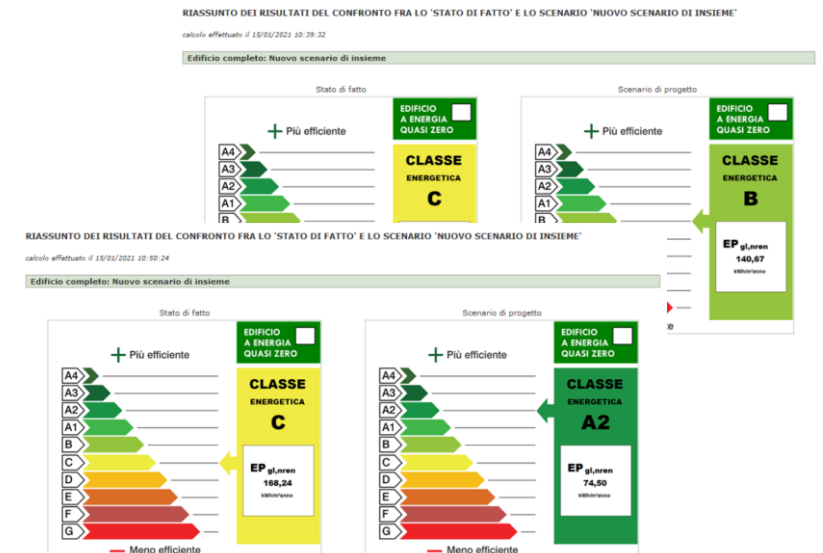 RIASSUNTO DEI RISULTATI DEL CONFRONTO FRA LO 'STATO DI FATTO' E LO SCENARIO 'NUOVO SCENARIO DI INSIEME'
calcolo effettuato il 15/01/2021 10:39:32
Edificio completo: Nuovo scenario di insieme
Stato di fatto
EDIFICIO
A ENERGIA
QUASI ZERO
Più efficiente
A4
A3
A2
A1
B
CLASSE
ENERGETICA
C
Scenario di progetto
EDIFICIO
A ENERGIA
QUASI ZERO
Più efficiente
A4
A3
A2
A1
B
CLASSE
ENERGETICA
B
EP gl,nren
140,67
kWh/m²anno
RIASSUNTO DEI RISULTATI DEL CONFRONTO FRA LO 'STATO DI FATTO' E LO SCENARIO 'NUOVO SCENARIO DI INSIEME'
calcolo effettuato il 15/01/2021 10:50:24
Edificio completo: Nuovo scenario di insieme
Stato di fatto
EDIFICIO
A ENERGIA
QUASI ZERO
Più efficiente
A4
A3
A2
A1
B
C
D
E
F
G
Meno efficiente
CLASSE
ENERGETICA
C
EP gl,nren
168,24
kWh/m²anno
Scenario di progetto
EDIFICIO
A ENERGIA
QUASI ZERO
Più efficiente
A4
A3
A2
A1
B
C
D
E
F
G
Meno efficiente
CLASSE
ENERGETICA
A2
EP gl,nren
74,50
kWh/m²anno